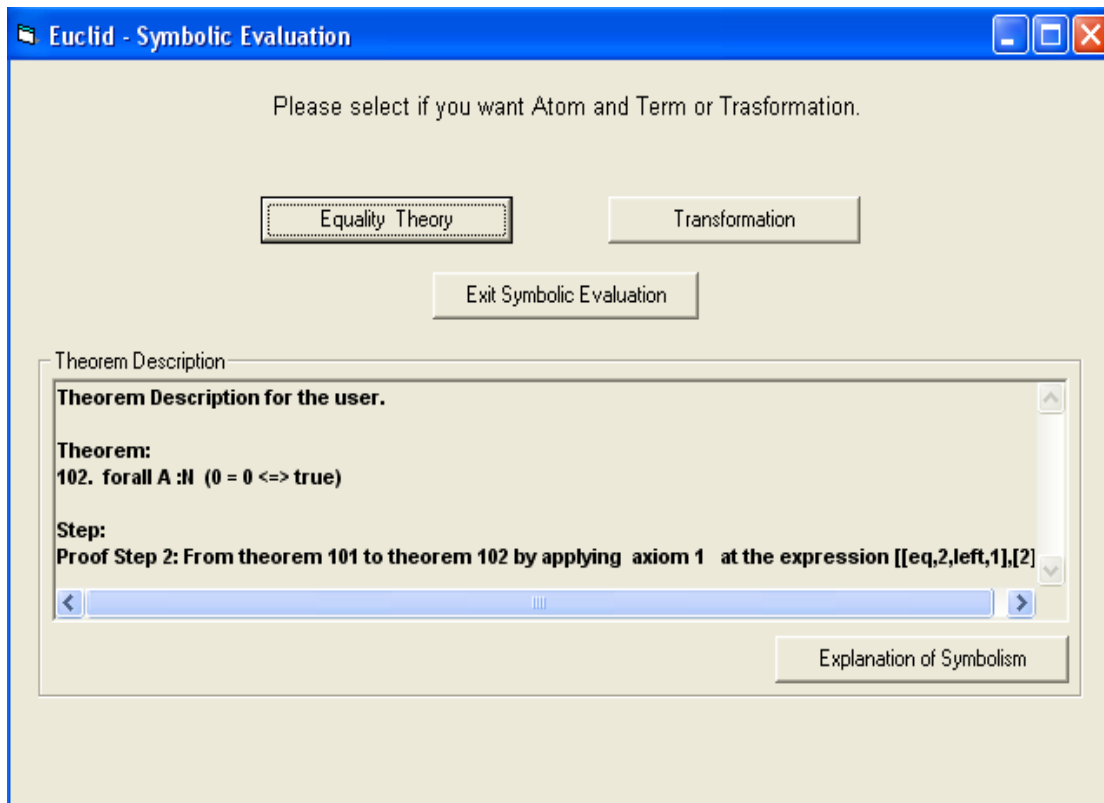 Euclid - Symbolic Evaluation
Please select if you want Atom and Term or Trasformation.
Equality Theory
Transformation
Exit Symbolic Evaluation
Theorem Description
Theorem Description for the user.
Theorem:
102. forall A :N (0 = 0 <=> true)
Step:
Proof Step 2: From theorem 101 to theorem 102 by applying axiom 1 at the expression [[eq,2,left,1],[2]
Explanation of Symbolism